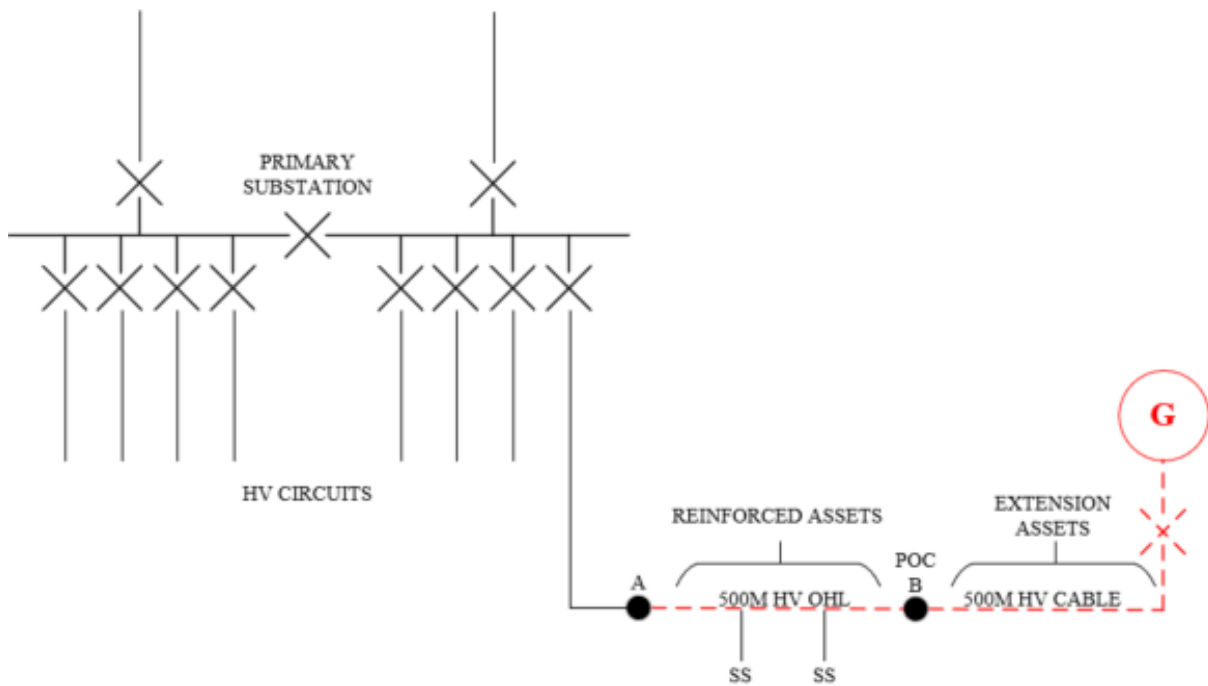 PRIMARY
SUBSTATION
HV CIRCUITS
G
REINFORCED ASSETS
EXTENSION
ASSETS
A
500M HV OHL
POC
B
500M HV CABLE
SS
SS